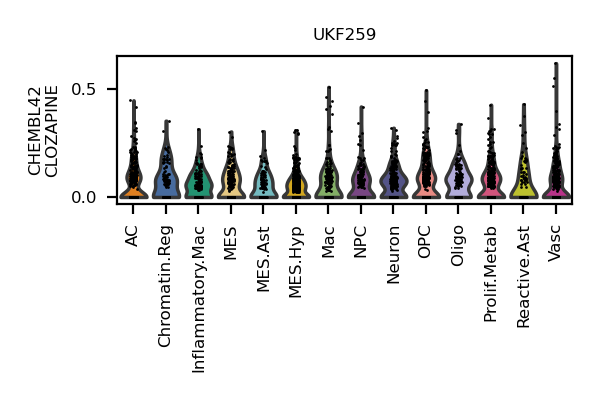 UKF259
CHEMBL42
CLOZAPINE
0.5
0.0
AC
Chromatin.Reg
Inflammatory.Mac
MES
MES.Ast
MES.Hyp
Mac
NPC
Neuron
OPC
Oligo
Prolif.Metab
Reactive.Ast
Vasc